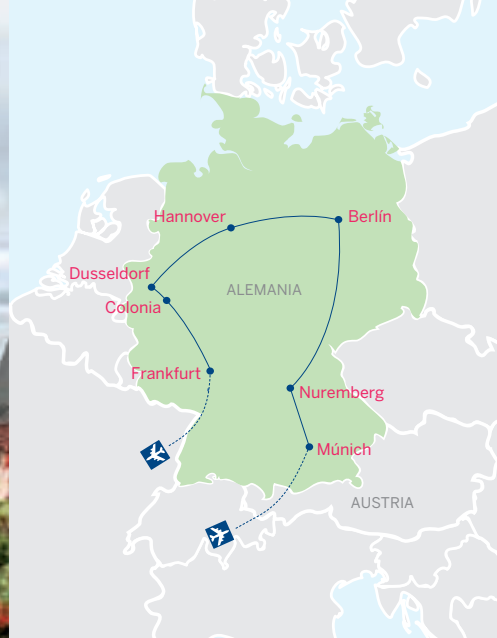 Hannover
Berlín
Dusseldorf
ALEMANIA
Colonia
Frankfurt
Nuremberg
Múnich
AUSTRIA